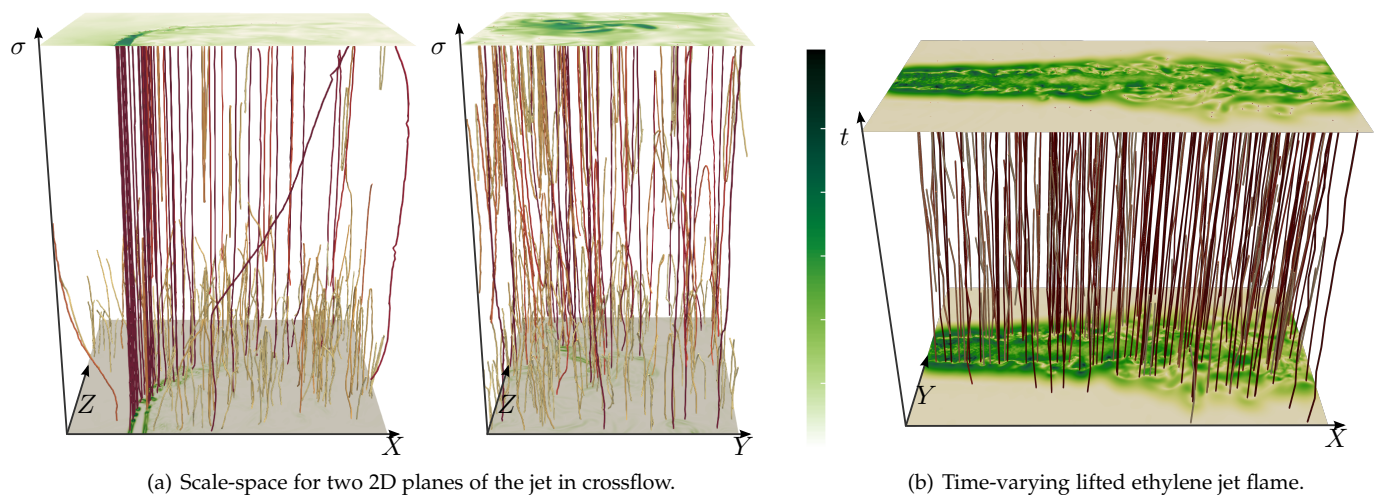 σ
Z
X
σ
Z
Y
t
Y
X
(a) Scale-space for two 2D planes of the jet in crossflow.
(b) Time-varying lifted ethylene jet flame.